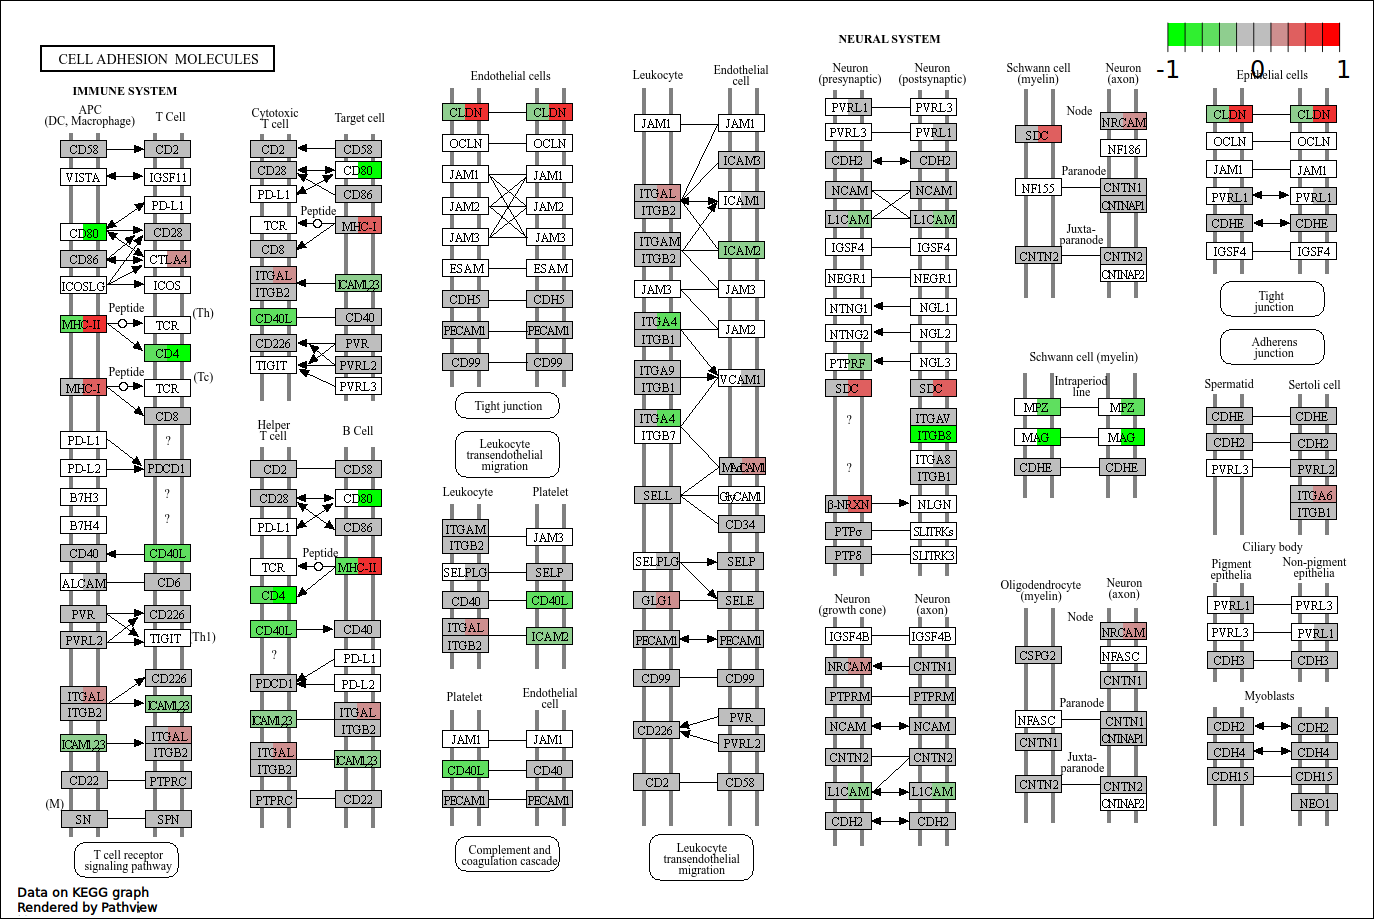 CELL ADHESION MOLECULES
IMMUNE SYSTEM
APC
(DC, Macrophage)
T Cell
CD58
CD2
VISTA
IGSF11
PD-L1
CD80
CD28
CD86
CTLA4
ICOSLG
ICOS
Peptide
(Th)
MHC-II
TCR
CD4
Peptide
(Tc)
MHC-I
TCR
CD8
PD-L1
?
PD-L2
PDCD1
B7H3
?
B7H4
?
CD40
CD40L
ALCAM
CD6
PVR
CD226
PVRL2
TIGIT
Th1)
CD226
ITGAL
ITGB2
ICAM1,23
ICAM1,23
ITGAL
ITGB2
CD22
PTPRC
(M)
SN
SPN
T cell receptor
signaling pathway
Data on KEGG graph
Rendered by Pathview
Cytotoxic
T cell
Target cell
CD2
CD58
CD28
CD80
PD-L1
CD86
Peptide
TCR
MHC-I
CD8
ITGAL
ITGB2
ICAM1,23
CD40L
CD40
CD226
PVR
TIGIT
PVRL2
PVRL3
Helper
T cell
B Cell
CD2
CD58
CD28
CD80
PD-L1
CD86
Peptide
TCR
MHC-II
CD4
CD40L
CD40
?
PD-L1
PDCD1
PD-L2
ICAM1,23
ITGAL
ITGB2
ITGAL
ITGB2
ICAM1,23
PTPRC
CD22
Endothelial cells
CLDN
CLDN
OCLN
OCLN
JAM1
JAM1
JAM2
JAM2
JAM3
JAM3
ESAM
ESAM
CDH5
CDH5
PECAM1
PECAM1
CD99
CD99
Tight junction
Leukocyte
transendothelial
migration
Leukocyte
Platelet
ITGAM
ITGB2
JAM3
SELPLG
SELP
CD40
CD40L
ITGAL
ITGB2
ICAM2
Platelet
Endothelial
cell
JAM1
JAM1
CD40L
CD40
PECAM1
PECAM1
Complement and
coagulation cascade
Leukocyte
Endothelial
cell
JAM1
JAM1
ICAM3
ITGAL
ITGB2
ICAM1
ITGAM
ITGB2
ICAM2
JAM3
JAM3
ITGA4
ITGB1
JAM2
ITGA9
ITGB1
VCAM1
ITGA4
ITGB7
MAdCAM1
SELL
GlyCAM1
CD34
SELPLG
SELP
GLG1
SELE
PECAM1
PECAM1
CD99
CD99
CD226
PVR
PVRL2
CD2
CD58
Leukocyte
transendothelial
migration
NEURAL SYSTEM
Neuron
(presynaptic)
Neuron
(postsynaptic)
PVRL1
PVRL3
PVRL3
PVRL1
CDH2
CDH2
NCAM
NCAM
L1CAM
L1CAM
IGSF4
IGSF4
NEGR1
NEGR1
NTNG1
NGL1
NTNG2
NGL2
PTPRF
NGL3
SDC
SDC
?
ITGAV
ITGB8
?
ITGA8
ITGB1
β-NRXN
NLGN
PTPσ
SLITRKs
PTPδ
SLITRK3
Neuron
(growth cone)
Neuron
(axon)
IGSF4B
IGSF4B
NRCAM
CNTN1
PTPRM
PTPRM
NCAM
NCAM
CNTN2
CNTN2
L1CAM
L1CAM
CDH2
CDH2
Schwann cell
(myelin)
Neuron
(axon)
Node
SDC
NRCAM
NF186
Paranode
NF155
CNTN1
CNTNAP1
Juxta-
paranode
CNTN2
CNTN2
CNTNAP2
Schwann cell (myelin)
Intraperiod
line
MPZ
MPZ
MAG
MAG
CDHE
CDHE
Oligodendrocyte
(myelin)
Neuron
(axon)
Node
NRCAM
CSPG2
NFASC
CNTN1
Paranode
NFASC
CNTN1
CNTN1
CNTNAP1
Juxta-
paranode
CNTN2
CNTN2
CNTNAP2
-1
0
1
Epithelial cells
CLDN
CLDN
OCLN
OCLN
JAM1
JAM1
PVRL1
PVRL1
CDHE
CDHE
IGSF4
IGSF4
Tight
junction
Adherens
junction
Spermatid
Sertoli cell
CDHE
CDHE
CDH2
CDH2
PVRL3
PVRL2
ITGA6
ITGB1
Ciliary body
Pigment
epithelia
Non-pigment
epithelia
PVRL1
PVRL3
PVRL3
PVRL1
CDH3
CDH3
Myoblasts
CDH2
CDH2
CDH4
CDH4
CDH15
CDH15
NEO1